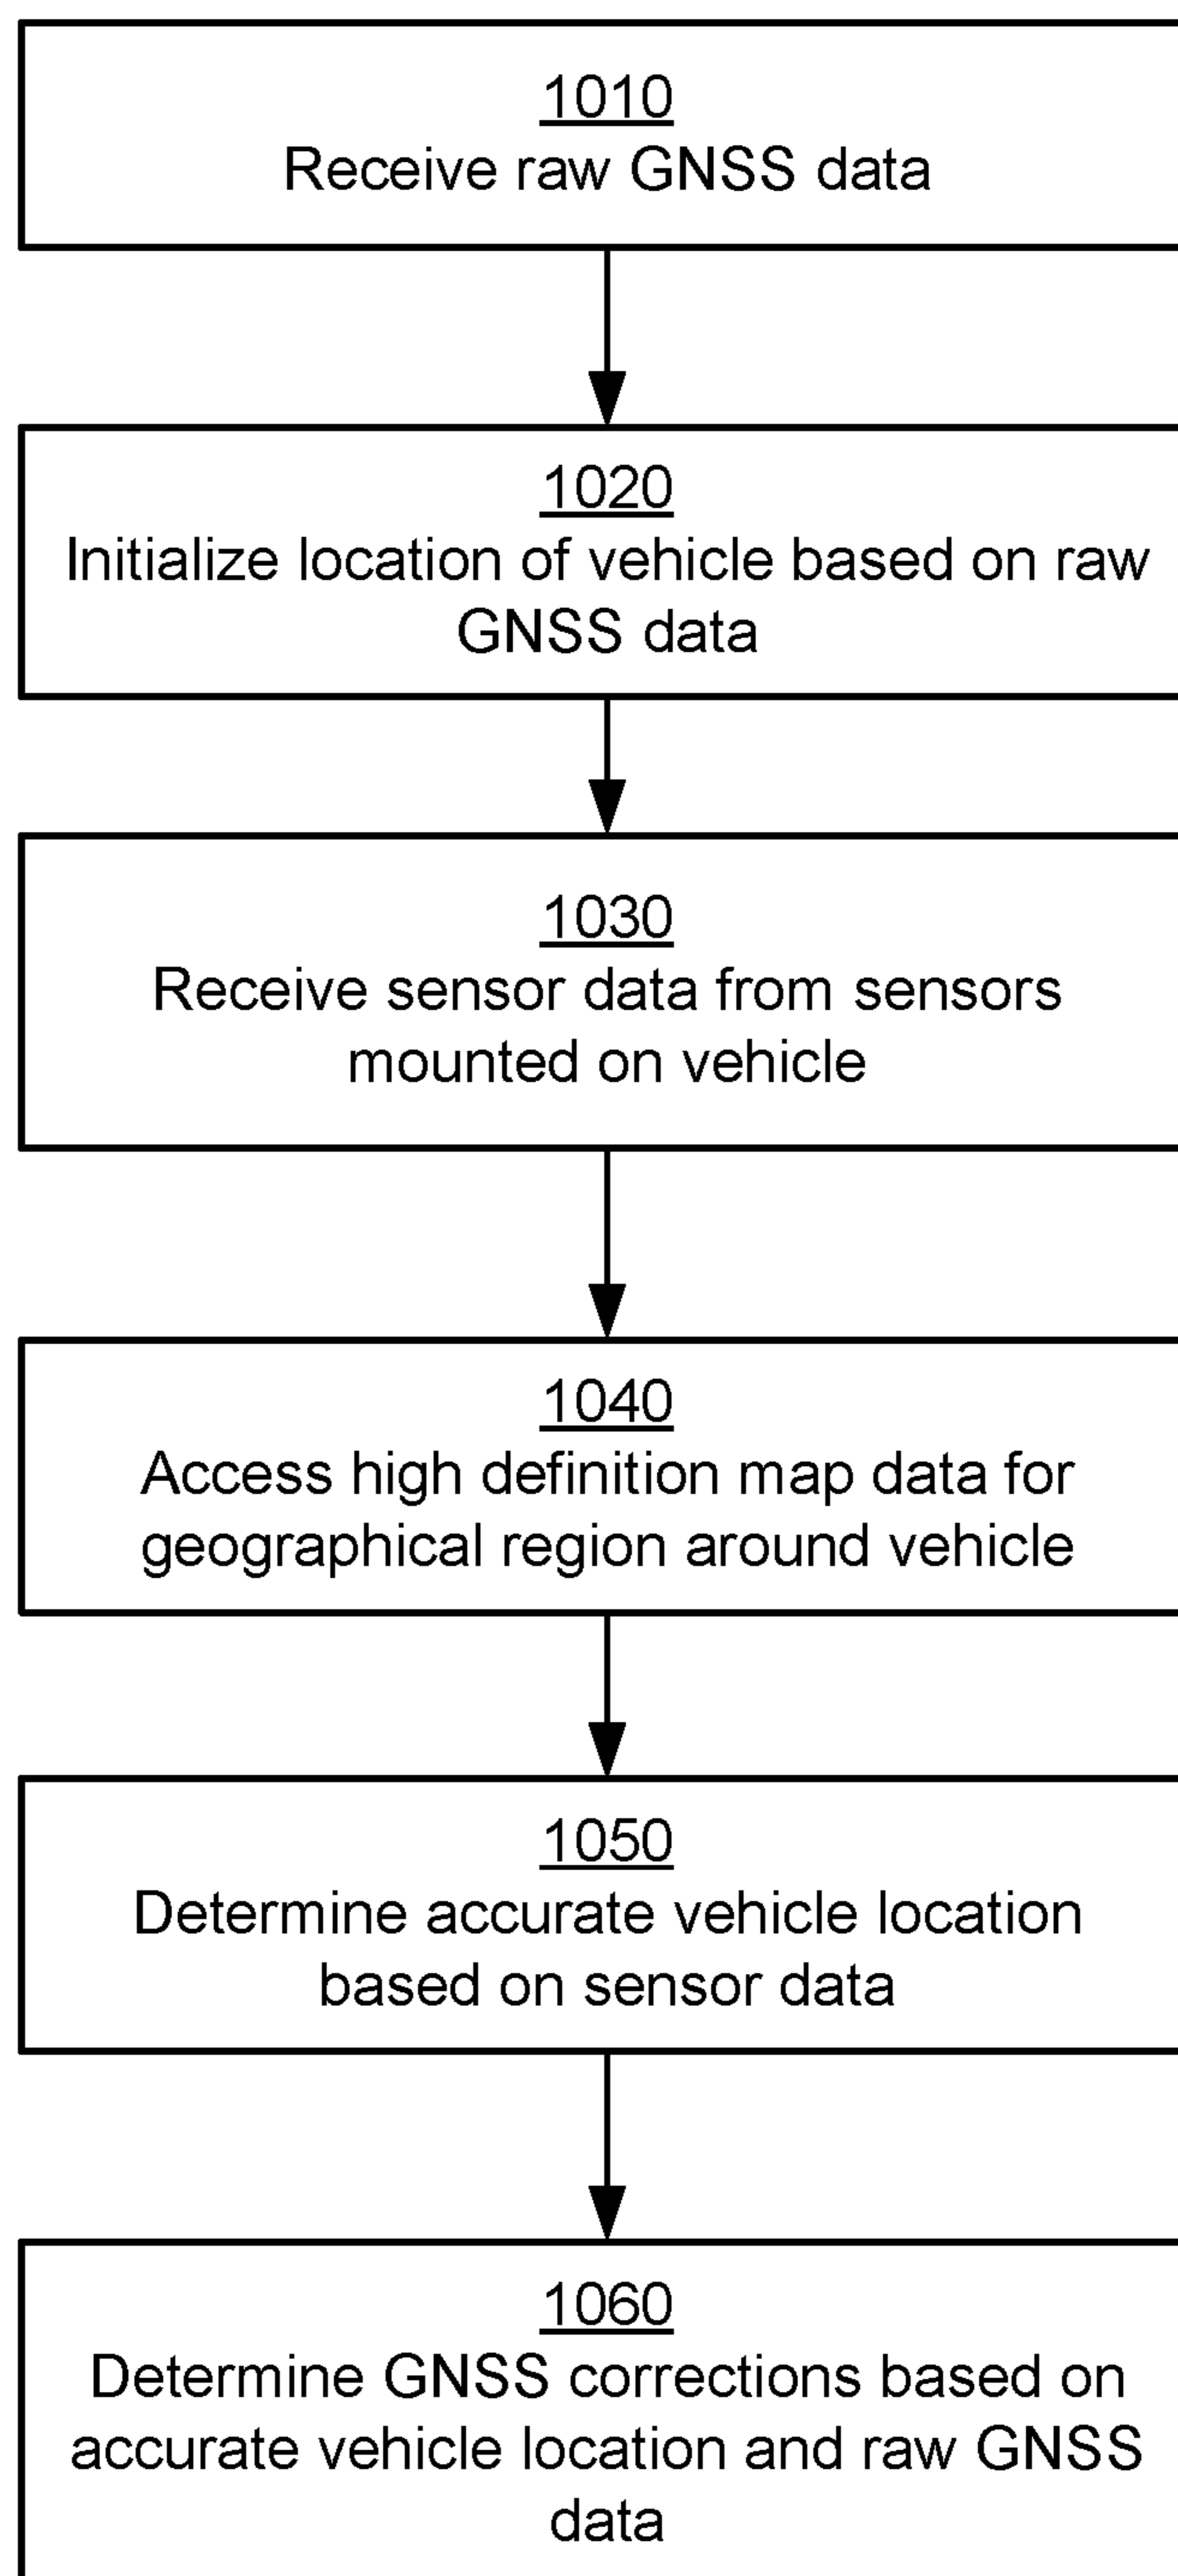 1010
Receive raw GNSS data
1020
Initialize location of vehicle based on raw
GNSS data
1030
Receive sensor data from sensors
mounted on vehicle
1040
Access high definition map data for
geographical region around vehicle
1050
Determine accurate vehicle location
based on sensor data
1060
Determine GNSS corrections based on
accurate vehicle location and raw GNSS
data